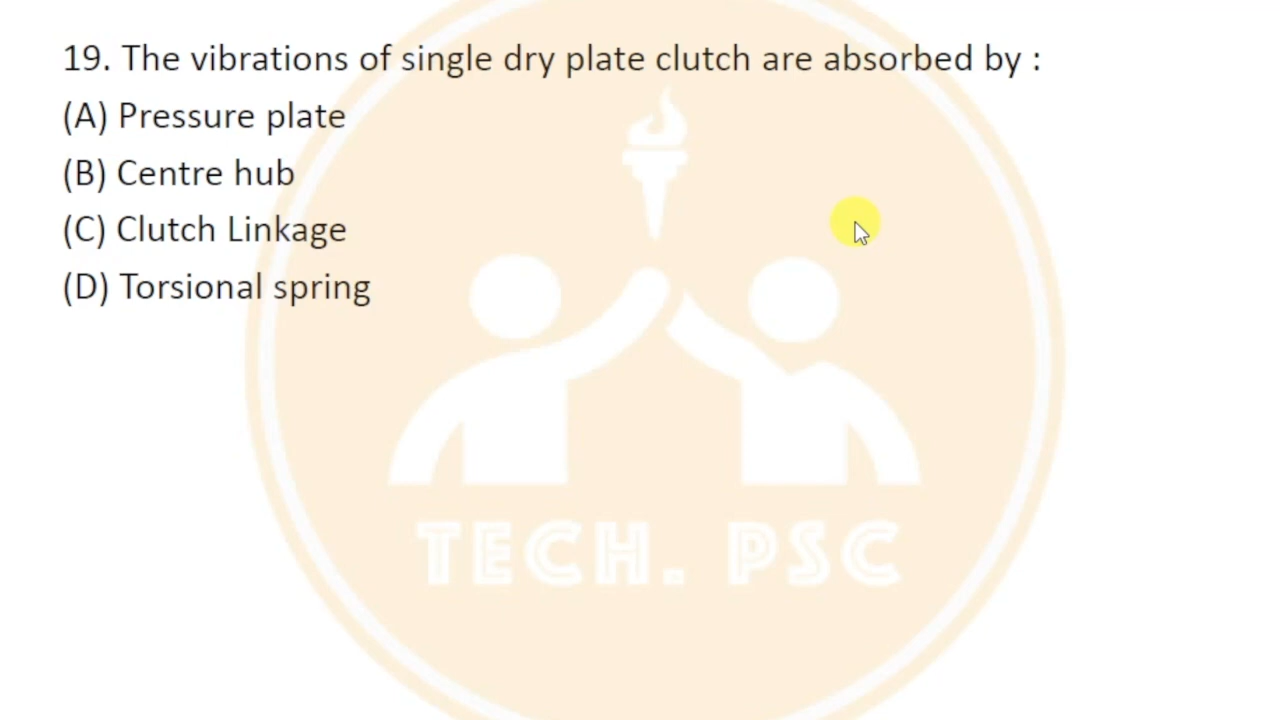 19. The vibrations of single dry plate clutch are absorbed by :
(A) Pressure plate
(B) Centre hub
(C) Clutch Linkage
(D) Torsional spring
TECH. PSC